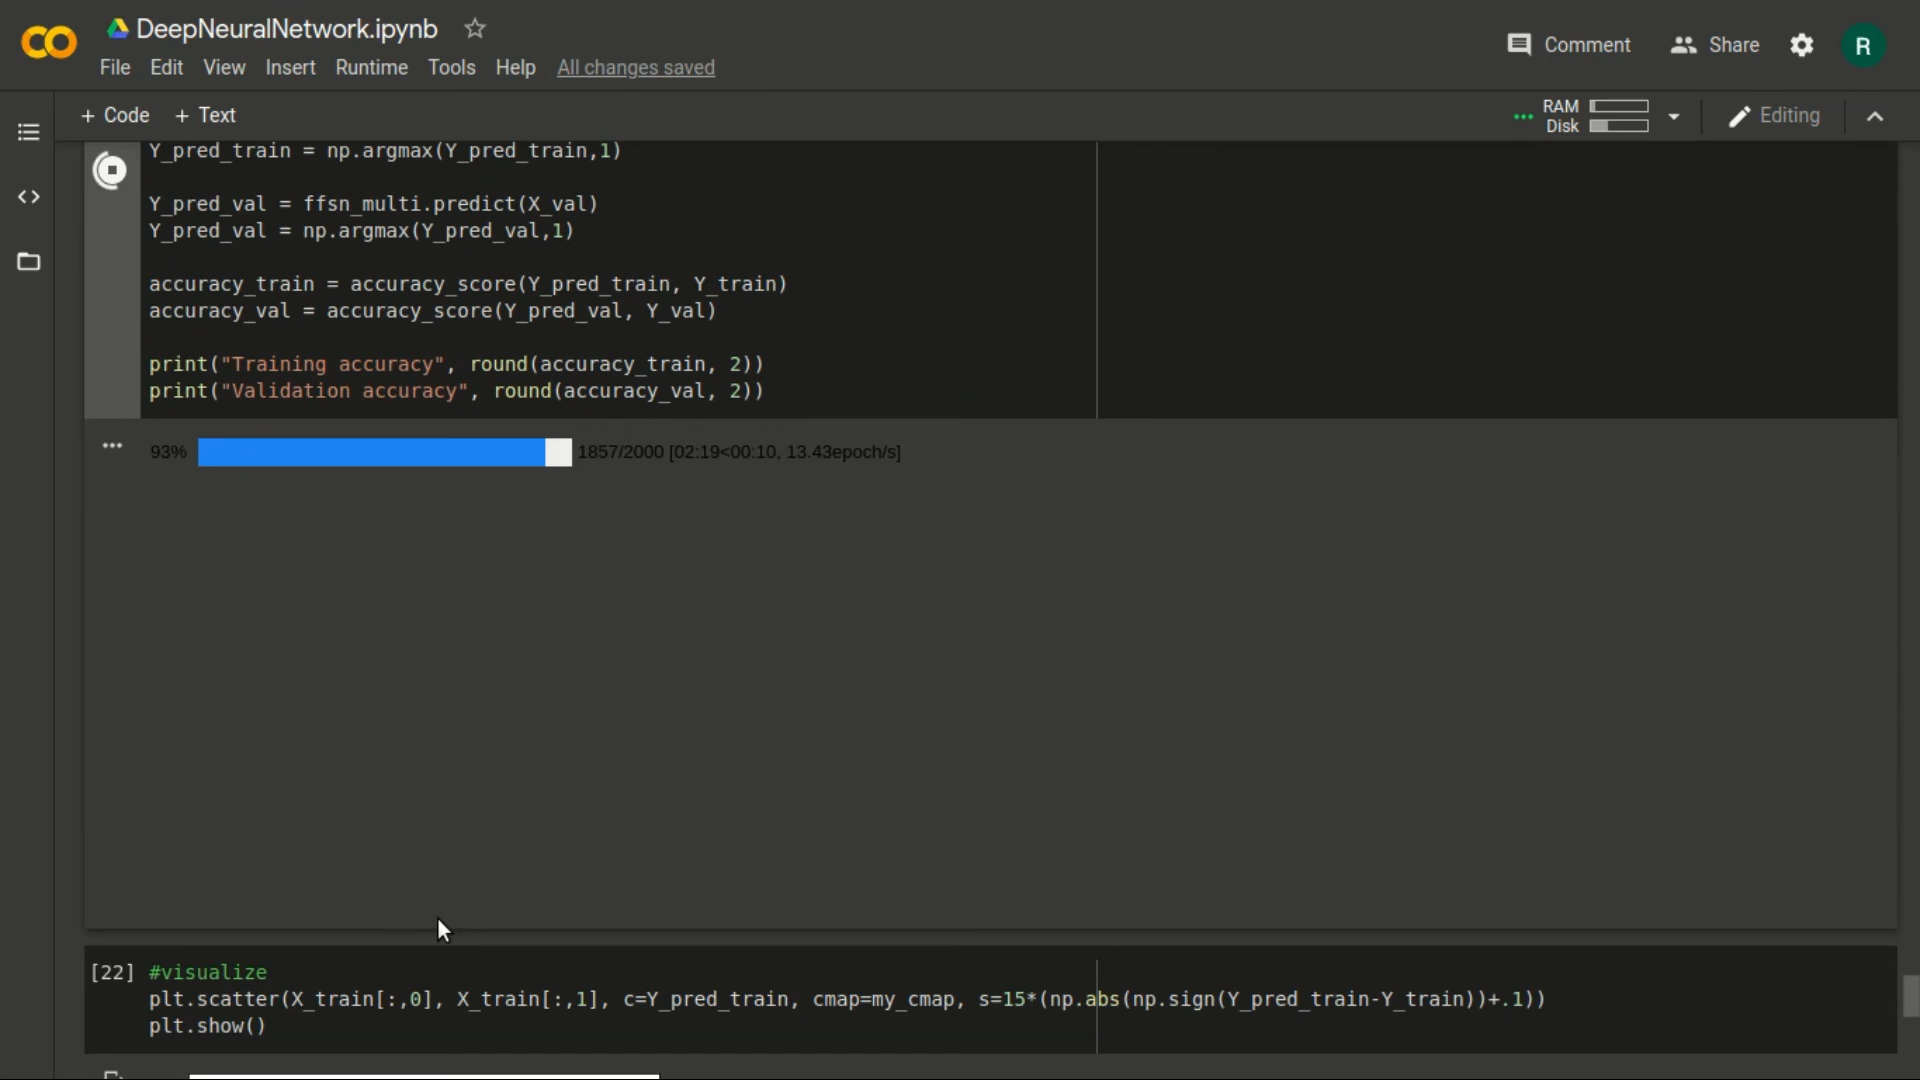 DeepNeuralNetwork.ipynb
Comment Share R
File Edit View Insert Runtime Tools Help All changes saved
+ Code + Text
RAM
Disk
Editing
Y_pred_train = np.argmax(Y_pred_train,1)
Y_pred_val = ffsn_multi.predict(X_val)
Y_pred_val = np.argmax(Y_pred_val,1)
accuracy_train = accuracy_score(Y_pred_train, Y_train)
accuracy_val = accuracy_score(Y_pred_val, Y_val)
print("Training accuracy", round(accuracy_train, 2))
print("Validation accuracy", round(accuracy_val, 2))
93% 1857/2000 [02:19<00:10, 13.43epoch/s]
[22] #visualize
plt.scatter(X_train[:,0], X_train[:,1], c=Y_pred_train, cmap=my_cmap, s=15*(np.abs(np.sign(Y_pred_train-Y_train))+.1))
plt.show()